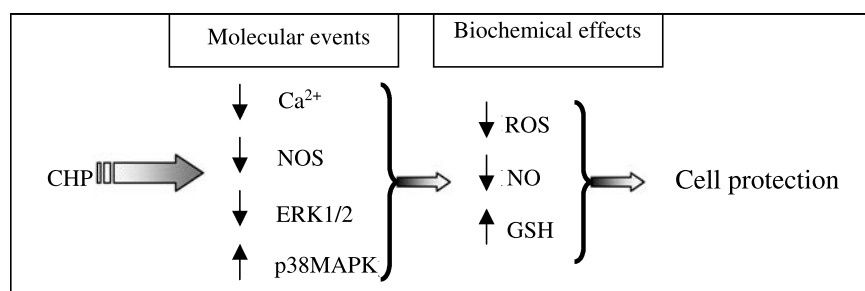 Molecular events
Biochemical effects
CHP
Ca²⁺
NOS
ERK1/2
p38MAPK
ROS
NO
GSH
Cell protection